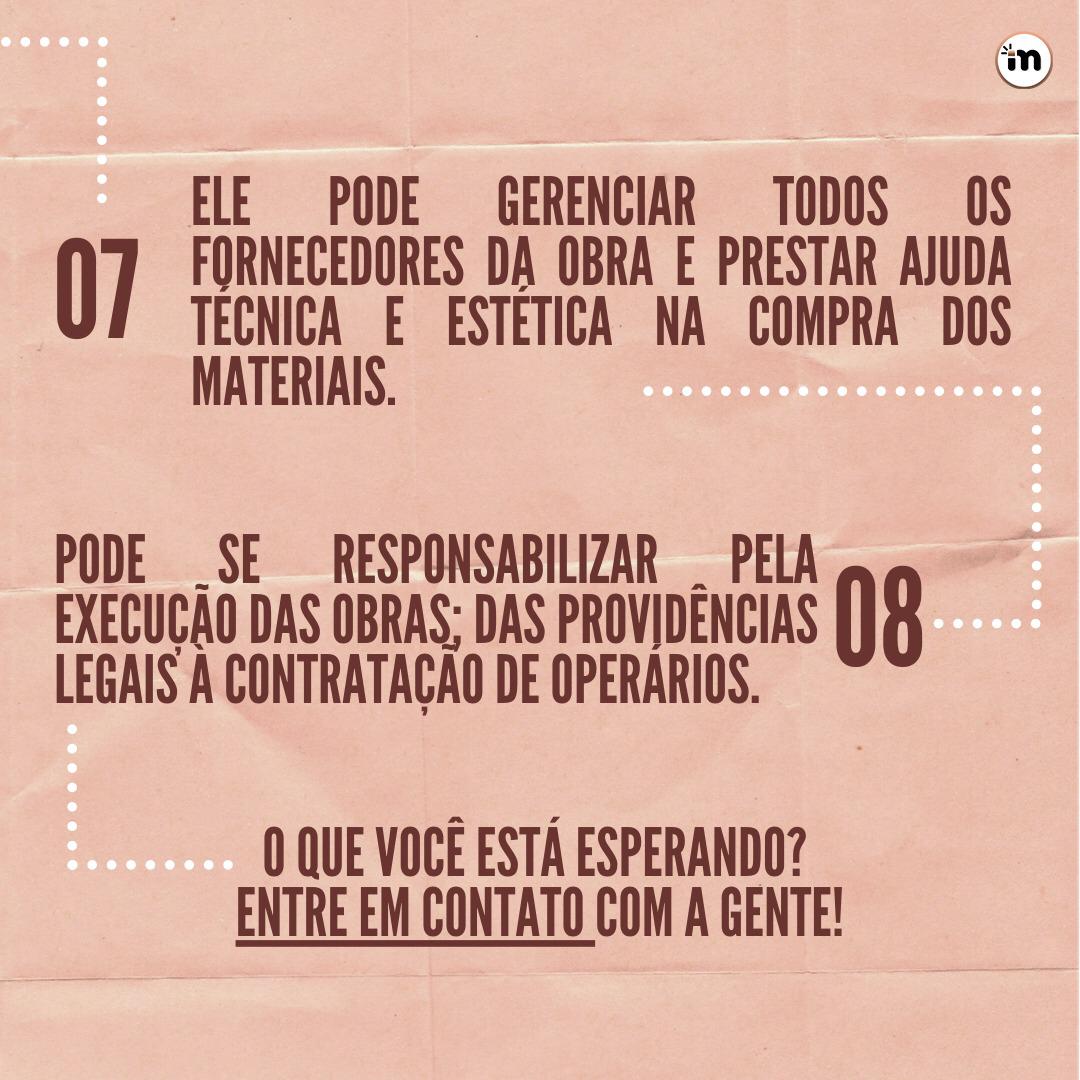 im
07
ELE PODE GERENCIAR TODOS OS
FORNECEDORES DA OBRA E PRESTAR AJUDA
TÉCNICA E ESTÉTICA NA COMPRA DOS
MATERIAIS.
PODE SE RESPONSABILIZAR PELA
EXECUÇÃO DAS OBRAS; DAS PROVIDÊNCIAS
LEGAIS À CONTRATAÇÃO DE OPERÁRIOS.
08
O QUE VOCÊ ESTÁ ESPERANDO?
ENTRE EM CONTATO COM A GENTE!